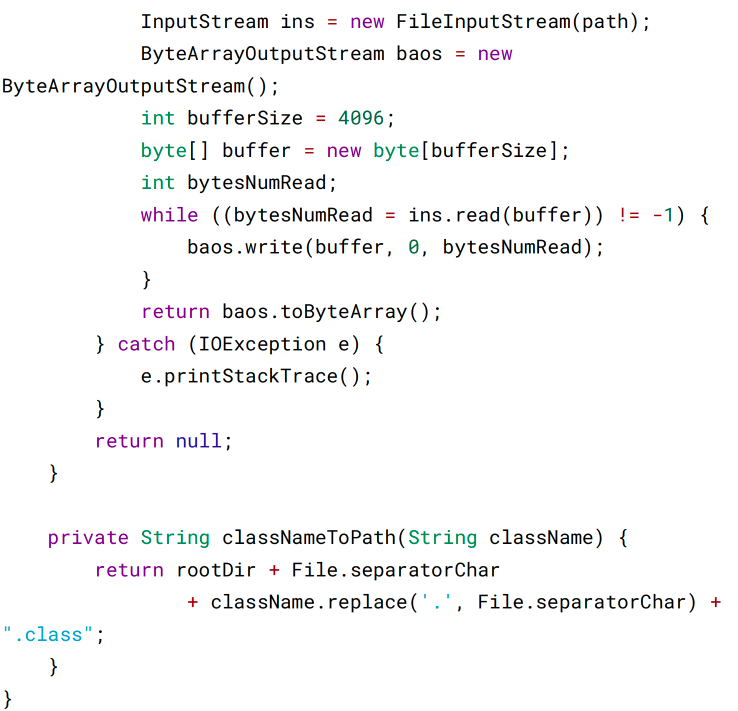 InputStream ins = new FileInputStream(path);
            ByteArrayOutputStream baos = new
ByteArrayOutputStream();
            int bufferSize = 4096;
            byte[] buffer = new byte[bufferSize];
            int bytesNumRead;
            while ((bytesNumRead = ins.read(buffer)) != -1) {
                baos.write(buffer, 0, bytesNumRead);
            }
            return baos.toByteArray();
        } catch (IOException e) {
            e.printStackTrace();
        }
        return null;
    }

    private String classNameToPath(String className) {
        return rootDir + File.separatorChar
                + className.replace('.', File.separatorChar) +
".class";
    }
}